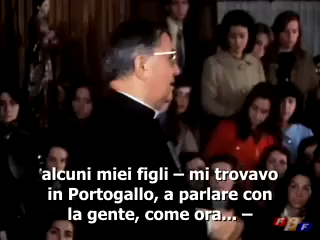 alcuni miei figli – mi trovavo
in Portogallo, a parlare con
la gente, come ora... –